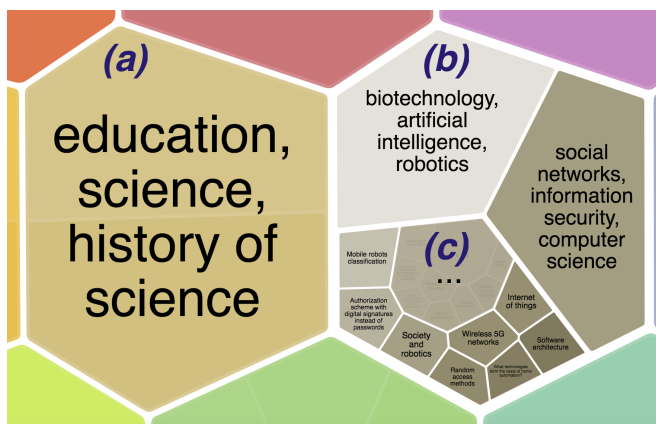 (a)
education,
science,
history of
science
(b)
biotechnology,
artificial
intelligence,
robotics
social
networks,
information
security,
computer
science
(c)
...
Mobile robots
classification
Authorization
scheme with
digital signatures
instead of
passwords
Society
and
robotics
Wireless 5G
networks
Internet
of things
Software
architecture
Random
access
methods
What technologies
form the basis of home
automation?